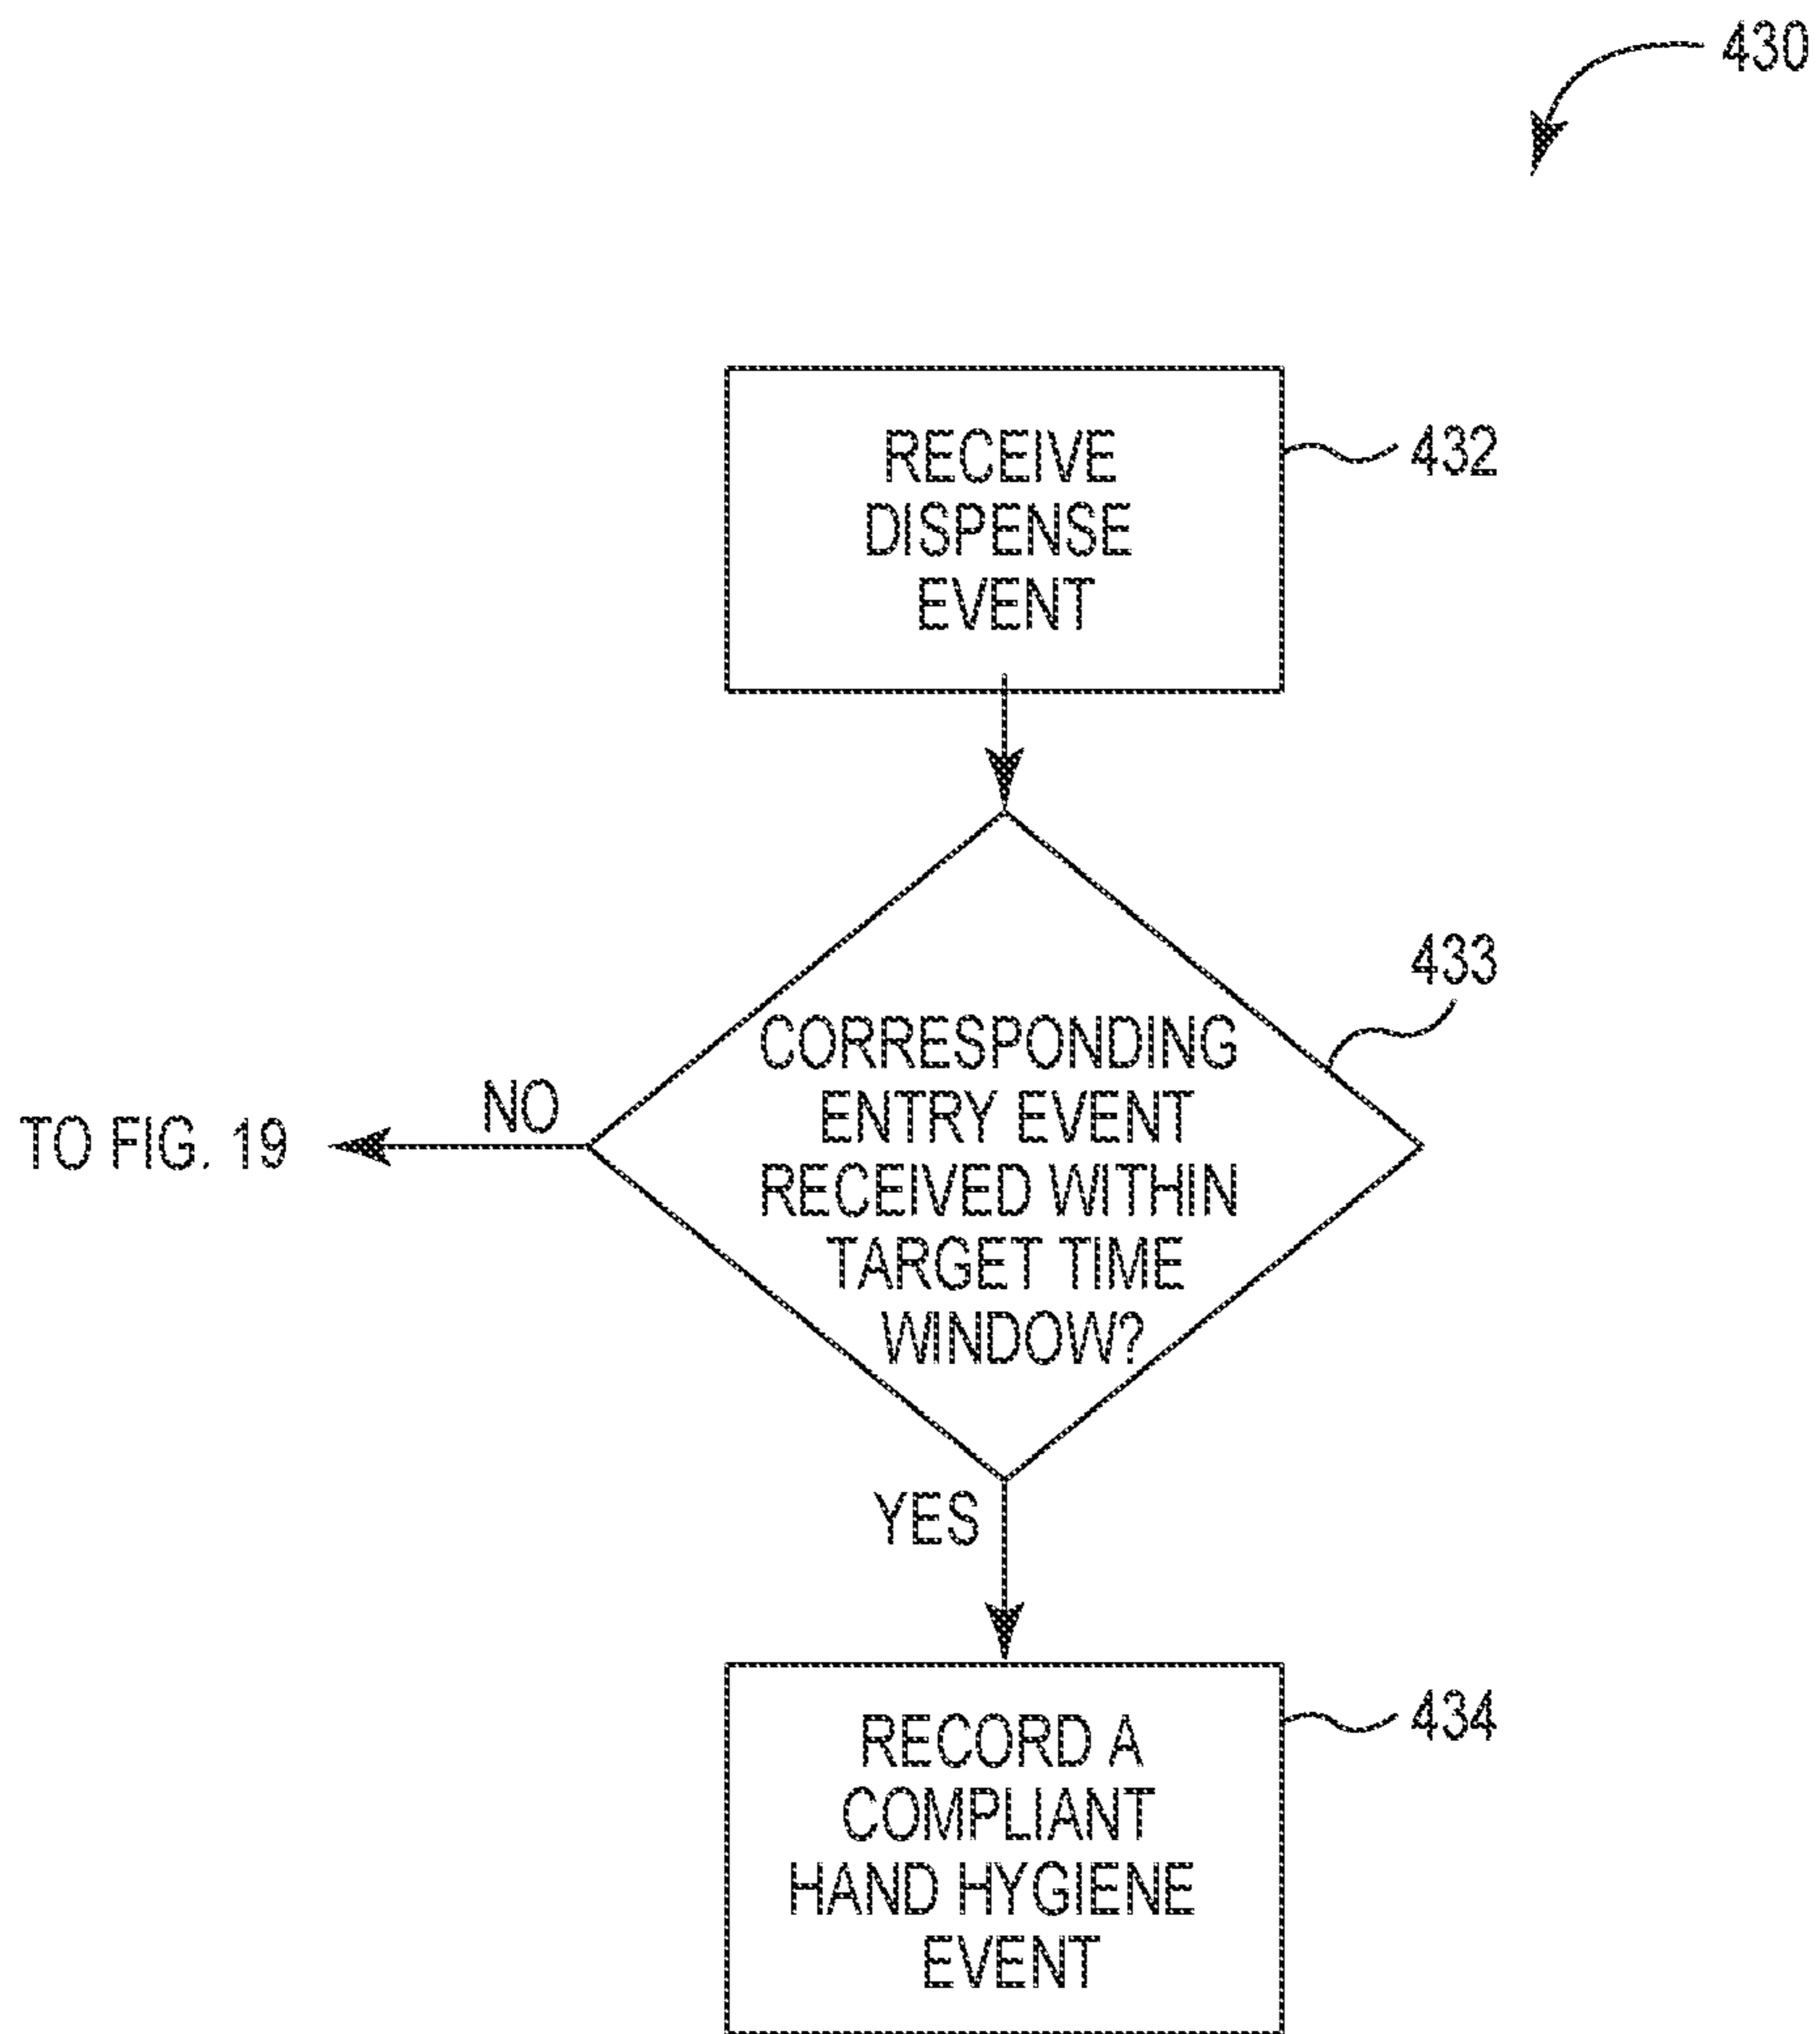 430
RECEIVE
DISPENSE
EVENT
432
433
CORRESPONDING
ENTRY EVENT
RECEIVED WITHIN
TARGET TIME
WINDOW?
NO
TO FIG. 19
YES
RECORD A
COMPLIANT
HAND HYGIENE
EVENT
434